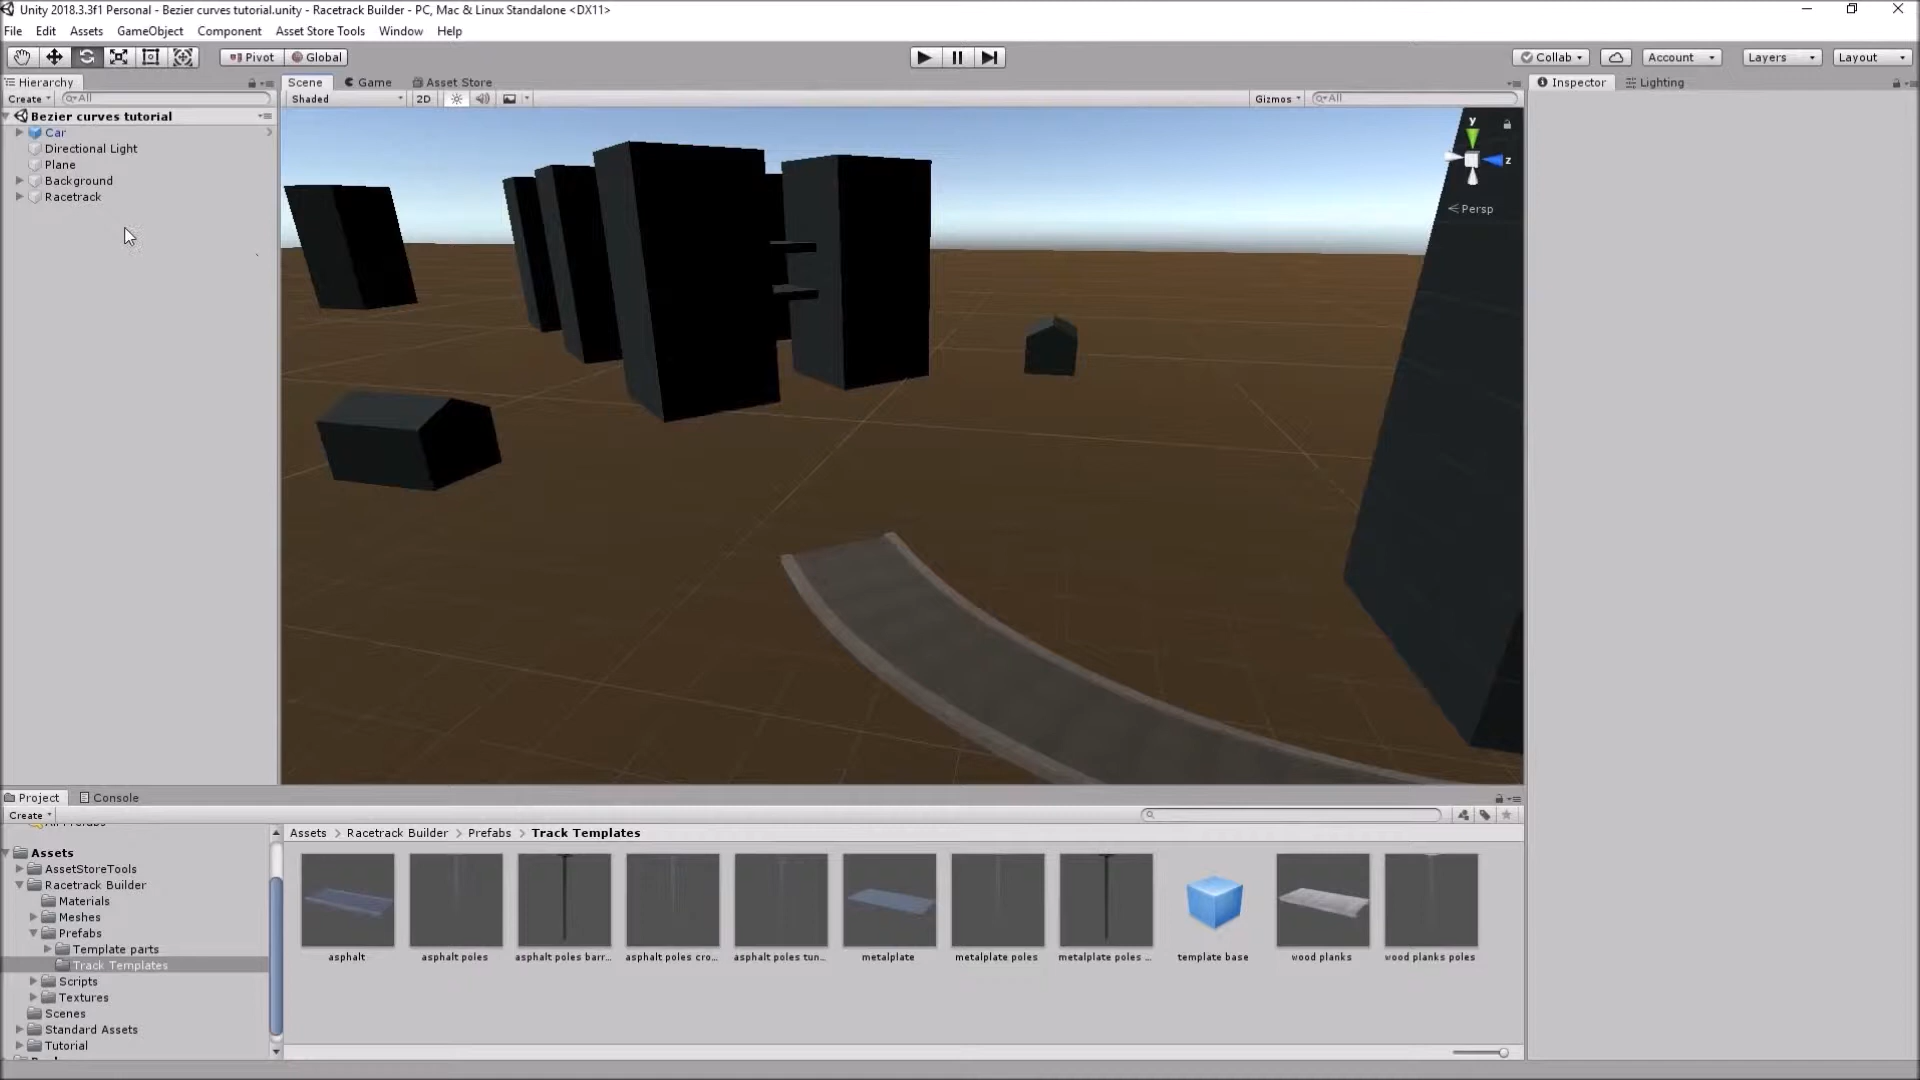 Unity 2018.3.3f1 Personal - Bezier curves tutorial.unity - Racetrack Builder - PC, Mac & Linux Standalone <DX11>
File Edit Assets GameObject Component Asset Store Tools Window Help
Pivot Global Collab Account Layers Layout
Hierarchy Scene Game Asset Store Inspector Lighting
Create All Shaded 2D Gizmos All
Bezier curves tutorial
Car
Directional Light
Plane
Background
Racetrack
y
z
Persp
Project Console
Create
Assets > Racetrack Builder > Prefabs > Track Templates
Assets
AssetStoreTools
Racetrack Builder
Materials
Meshes
Prefabs
Template parts
Track Templates
Scripts
Textures
Scenes
Standard Assets
Tutorial
asphalt asphalt poles asphalt poles barr... asphalt poles cro... asphalt poles tun... metalplate metalplate poles metalplate poles ... template base wood planks wood planks poles